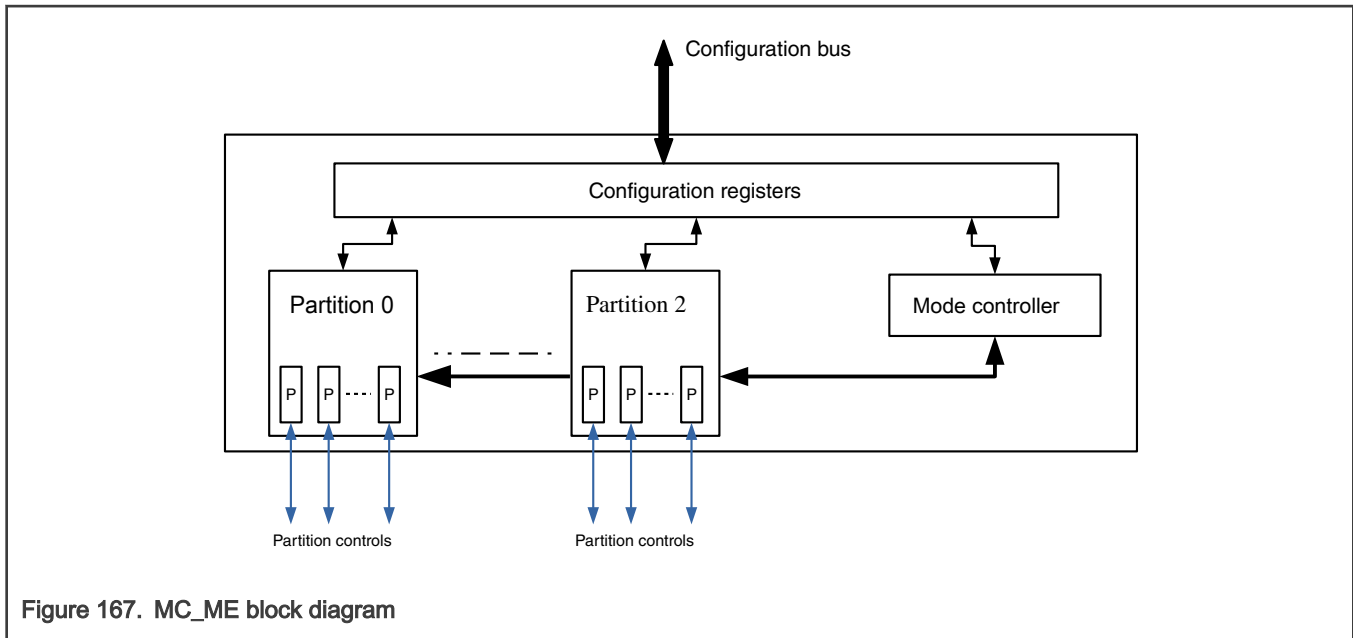 Configuration bus
Configuration registers
Partition 0
Partition 2
Mode controller
P P P
P P P
Partition controls
Partition controls
Figure 167. MC_ME block diagram